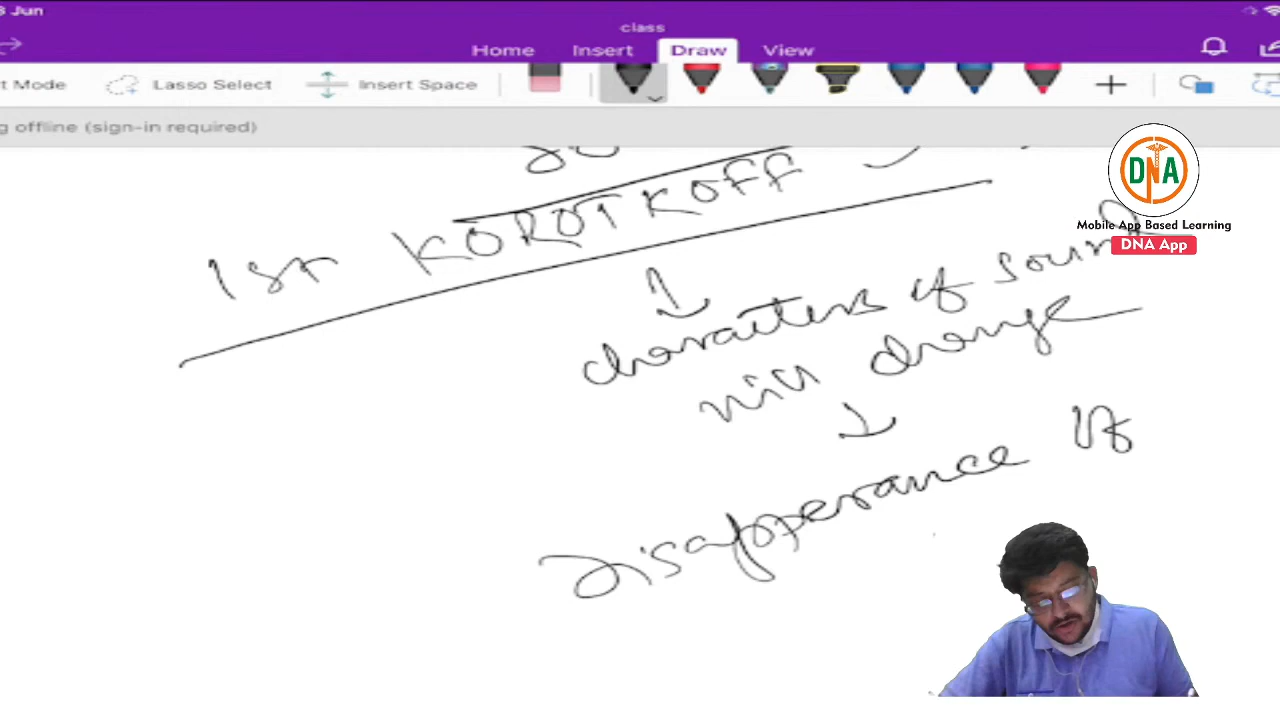 3 Jun
class
Home Insert Draw View
t Mode Lasso Select Insert Space
g offline (sign-in required)
DNA
Mobile App Based Learning
DNA App
1st KOROTKOFF
↓
characters of sound
will change
↓
Disapperance of